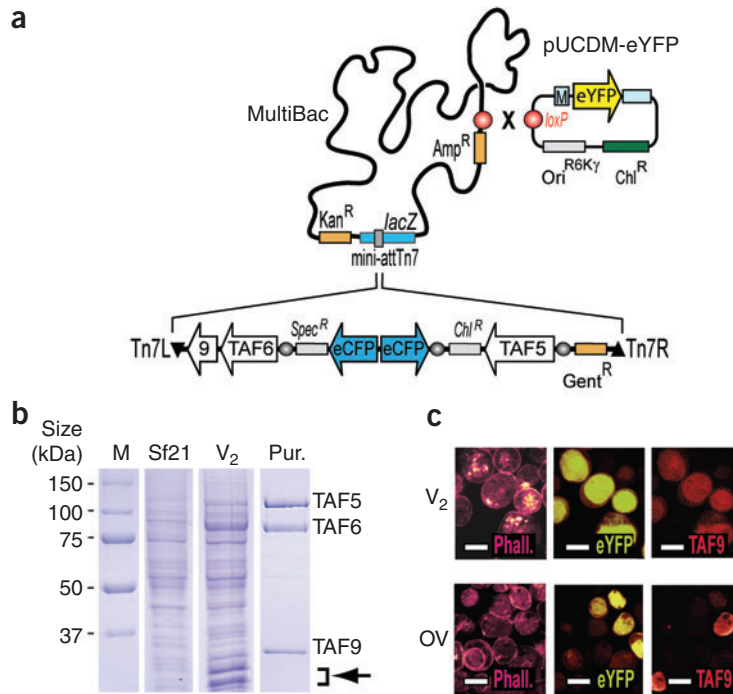 a
pUCDM-eYFP
MultiBac
M eYFP
loxP
X
Amp^R
Ori^R6Kγ Chl^R
Kan^R lacZ
mini-attTn7
Tn7L 9 TAF6 Spec^R eCFP eCFP Chl^R TAF5 Gent^R Tn7R
b
Size
(kDa) M Sf21 V2 Pur.
150
100
75
50
37
TAF5
TAF6
TAF9
c
V2
Phall. eYFP TAF9
OV
Phall. eYFP TAF9